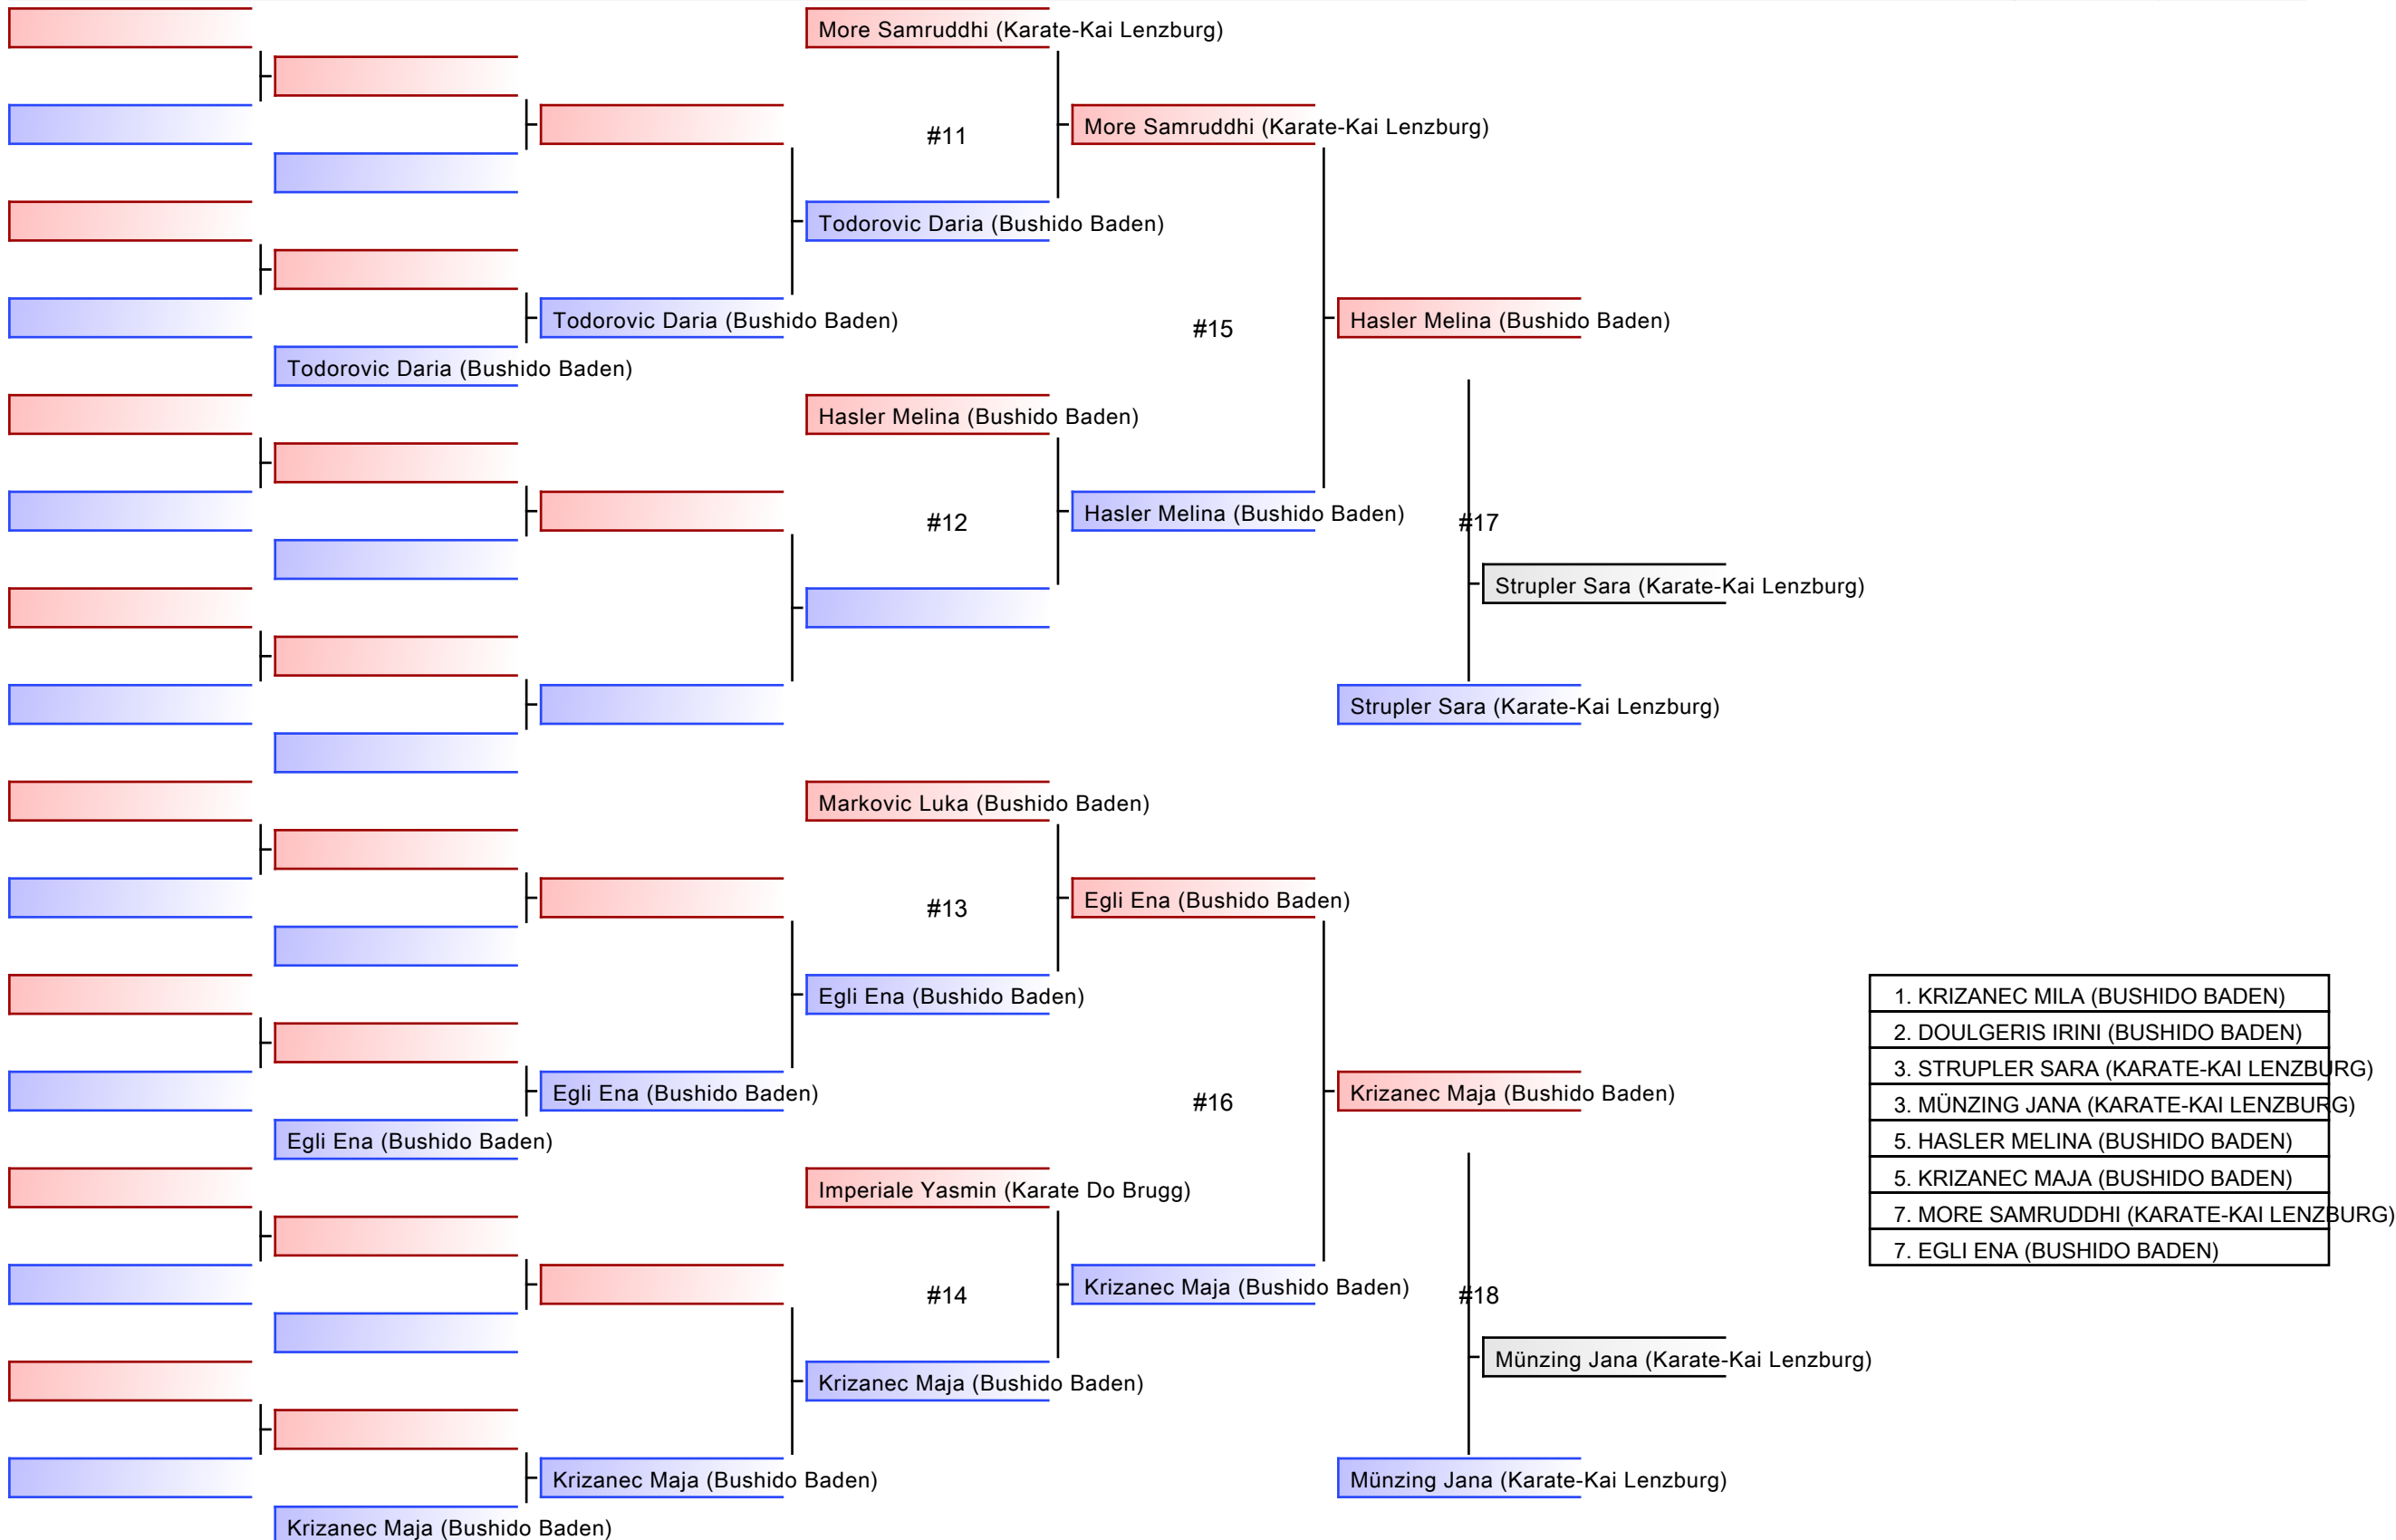 More Samruddhi (Karate-Kai Lenzburg)
More Samruddhi (Karate-Kai Lenzburg)
#11
Todorovic Daria (Bushido Baden)
Todorovic Daria (Bushido Baden)
Hasler Melina (Bushido Baden)
#15
Todorovic Daria (Bushido Baden)
Hasler Melina (Bushido Baden)
Hasler Melina (Bushido Baden)
#12
#17
Strupler Sara (Karate-Kai Lenzburg)
Strupler Sara (Karate-Kai Lenzburg)
Markovic Luka (Bushido Baden)
Egli Ena (Bushido Baden)
#13
Egli Ena (Bushido Baden)
Egli Ena (Bushido Baden)
Krizanec Maja (Bushido Baden)
#16
Egli Ena (Bushido Baden)
Imperiale Yasmin (Karate Do Brugg)
Krizanec Maja (Bushido Baden)
#14
#18
Münzing Jana (Karate-Kai Lenzburg)
Krizanec Maja (Bushido Baden)
Krizanec Maja (Bushido Baden)
Münzing Jana (Karate-Kai Lenzburg)
Krizanec Maja (Bushido Baden)
1. KRIZANEC MILA (BUSHIDO BADEN)
2. DOULGERIS IRINI (BUSHIDO BADEN)
3. STRUPLER SARA (KARATE-KAI LENZBURG)
3. MÜNZING JANA (KARATE-KAI LENZBURG)
5. HASLER MELINA (BUSHIDO BADEN)
5. KRIZANEC MAJA (BUSHIDO BADEN)
7. MORE SAMRUDDHI (KARATE-KAI LENZBURG)
7. EGLI ENA (BUSHIDO BADEN)